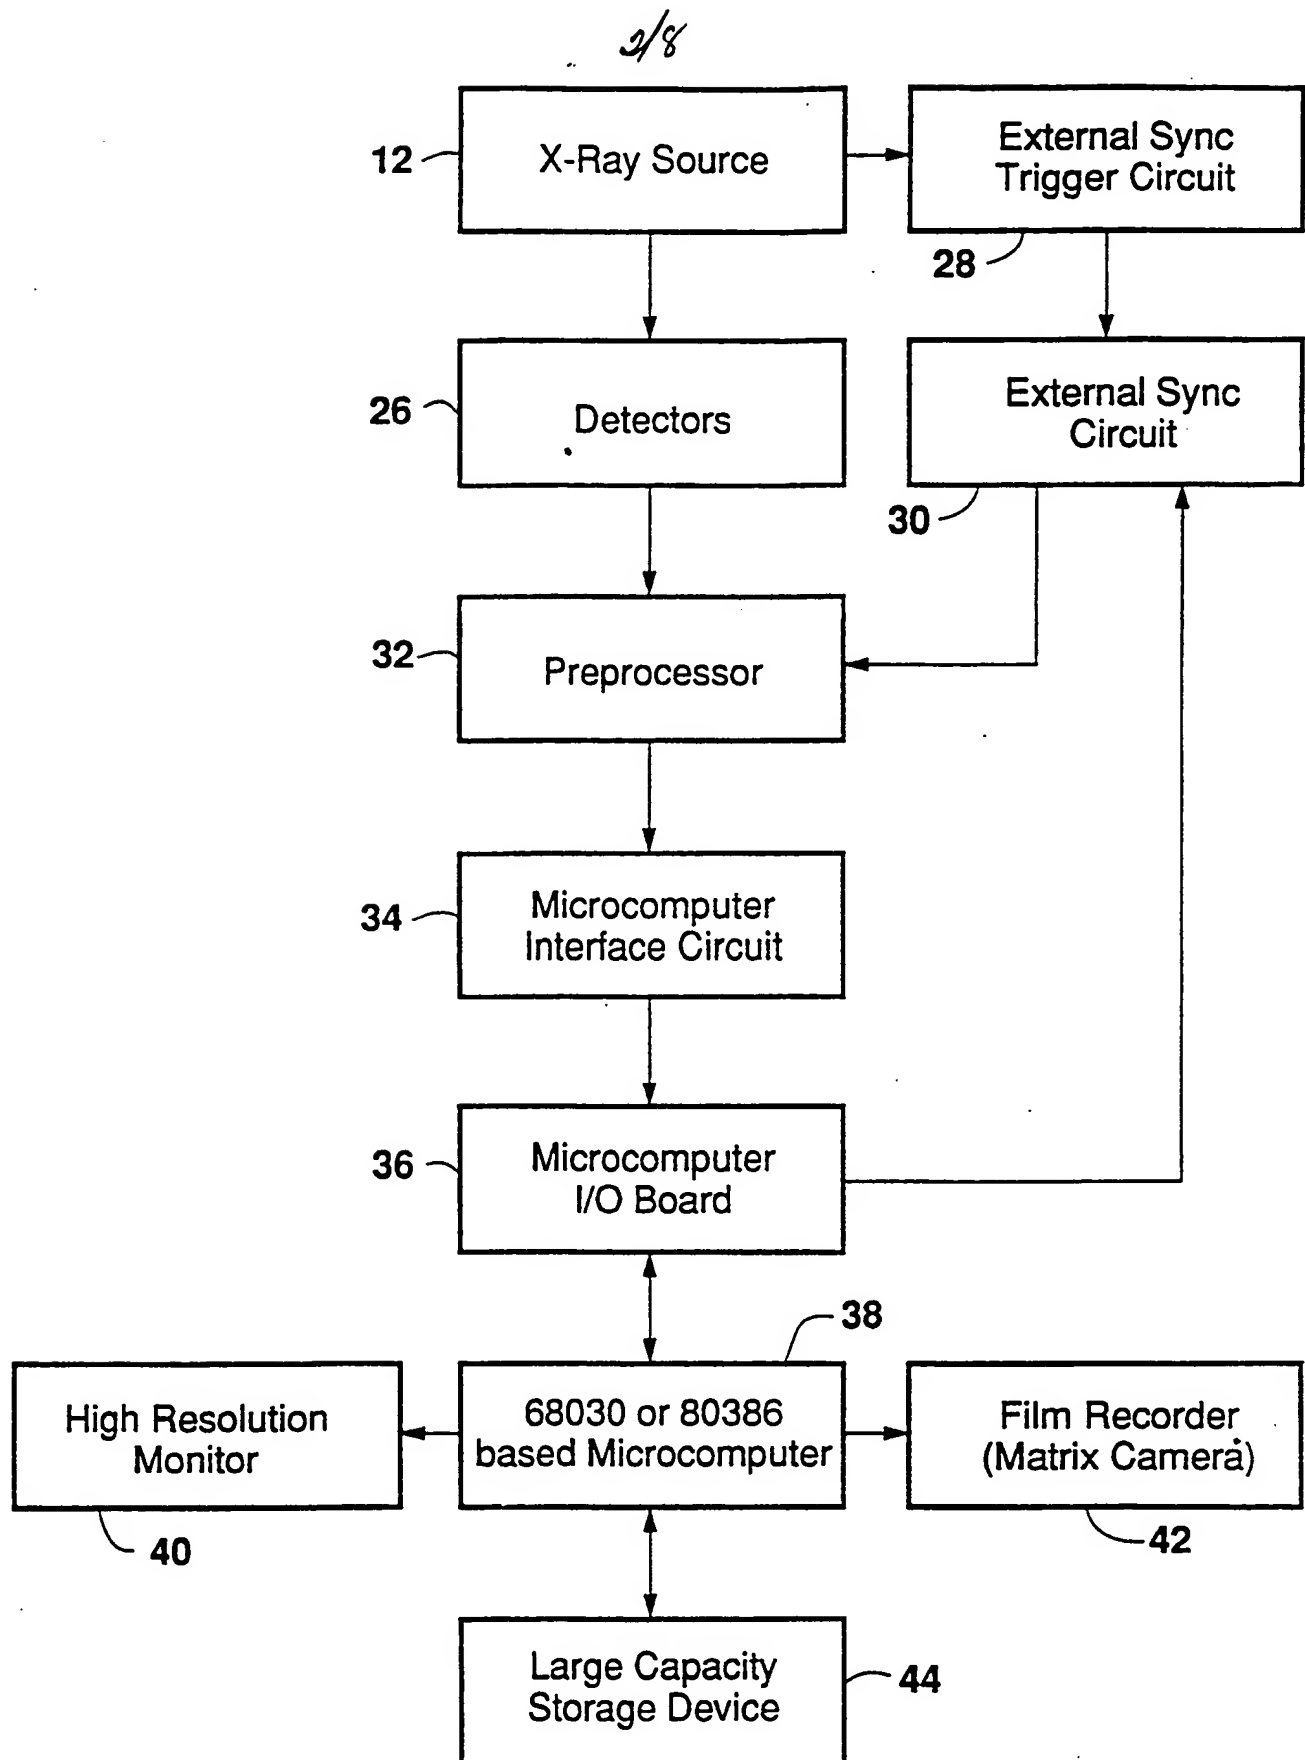 2/8
12
X-Ray Source
External Sync
Trigger Circuit
28
26
Detectors
External Sync
Circuit
30
32
Preprocessor
34
Microcomputer
Interface Circuit
36
Microcomputer
I/O Board
38
High Resolution
Monitor
68030 or 80386
based Microcomputer
Film Recorder
(Matrix Camera)
40
42
Large Capacity
Storage Device
44